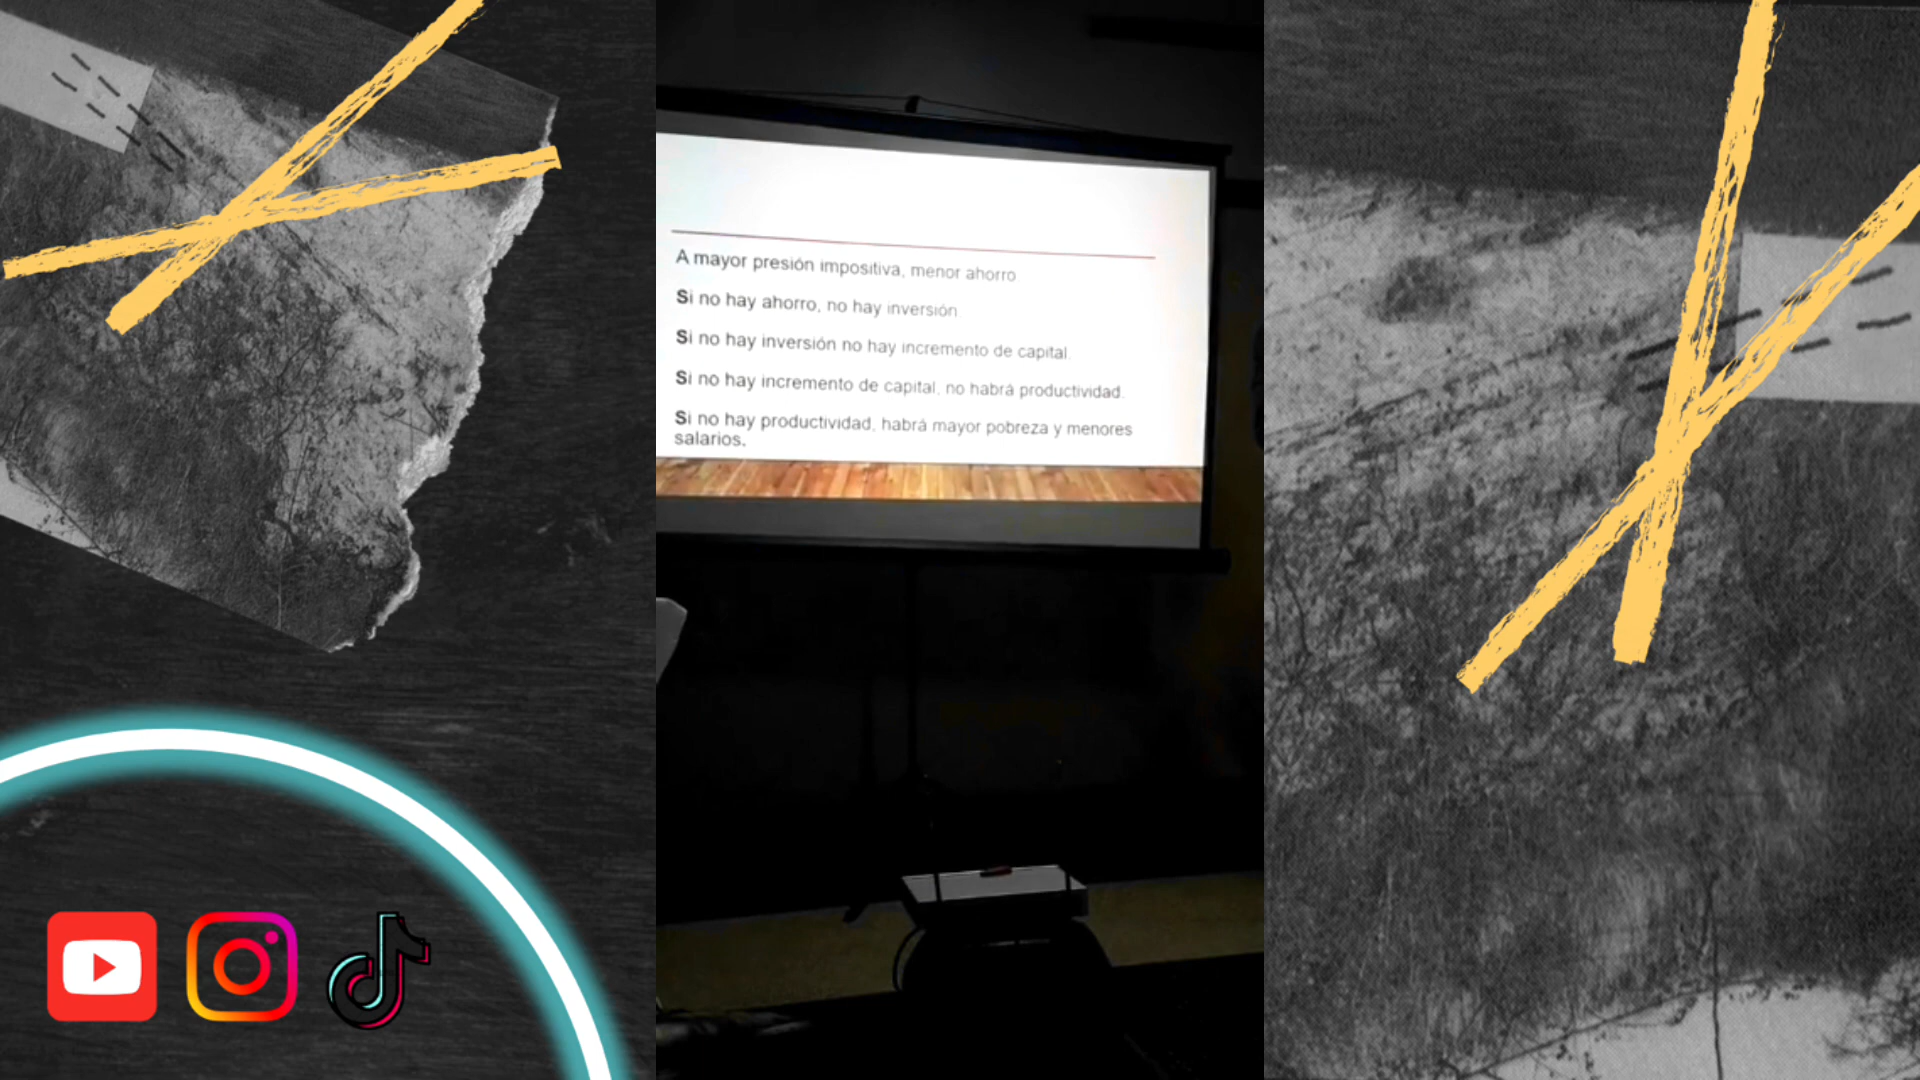 A mayor presión impositiva, menor ahorro
Si no hay ahorro, no hay inversión
Si no hay inversión no hay incremento de capital.
Si no hay incremento de capital, no habrá productividad.
Si no hay productividad, habrá mayor pobreza y menores
salarios.